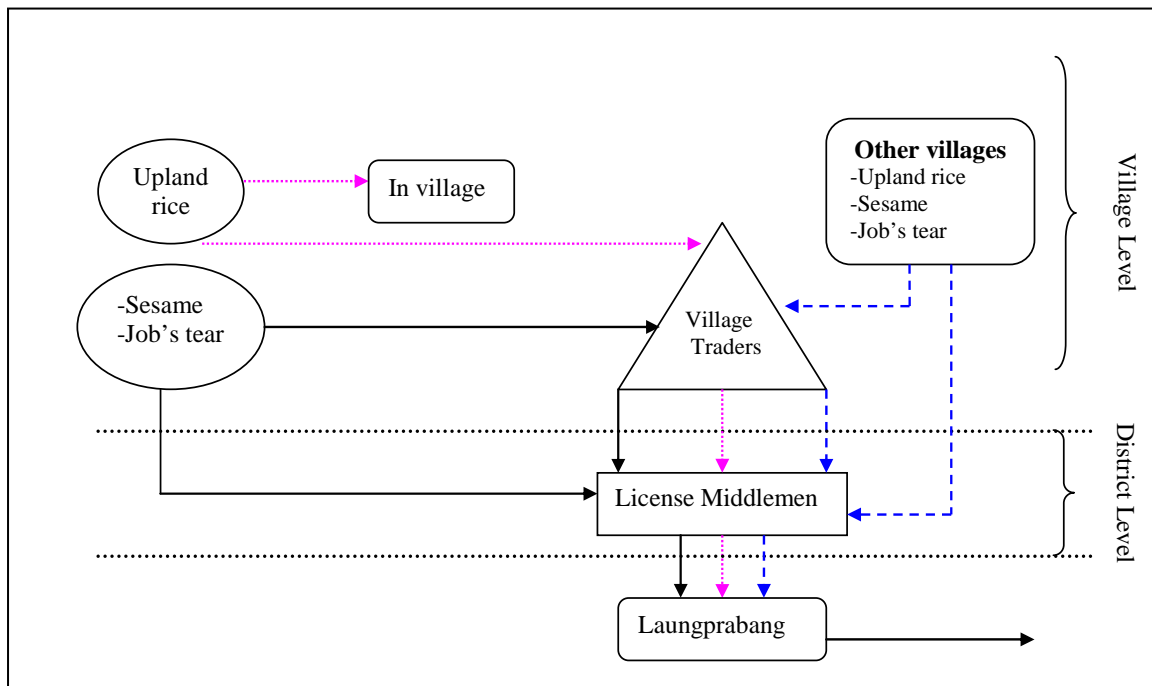 Upland
rice
In village
Other villages
-Upland rice
-Sesame
-Job's tear
Village Level
-Sesame
-Job's tear
Village
Traders
District Level
License Middlemen
Laungprabang